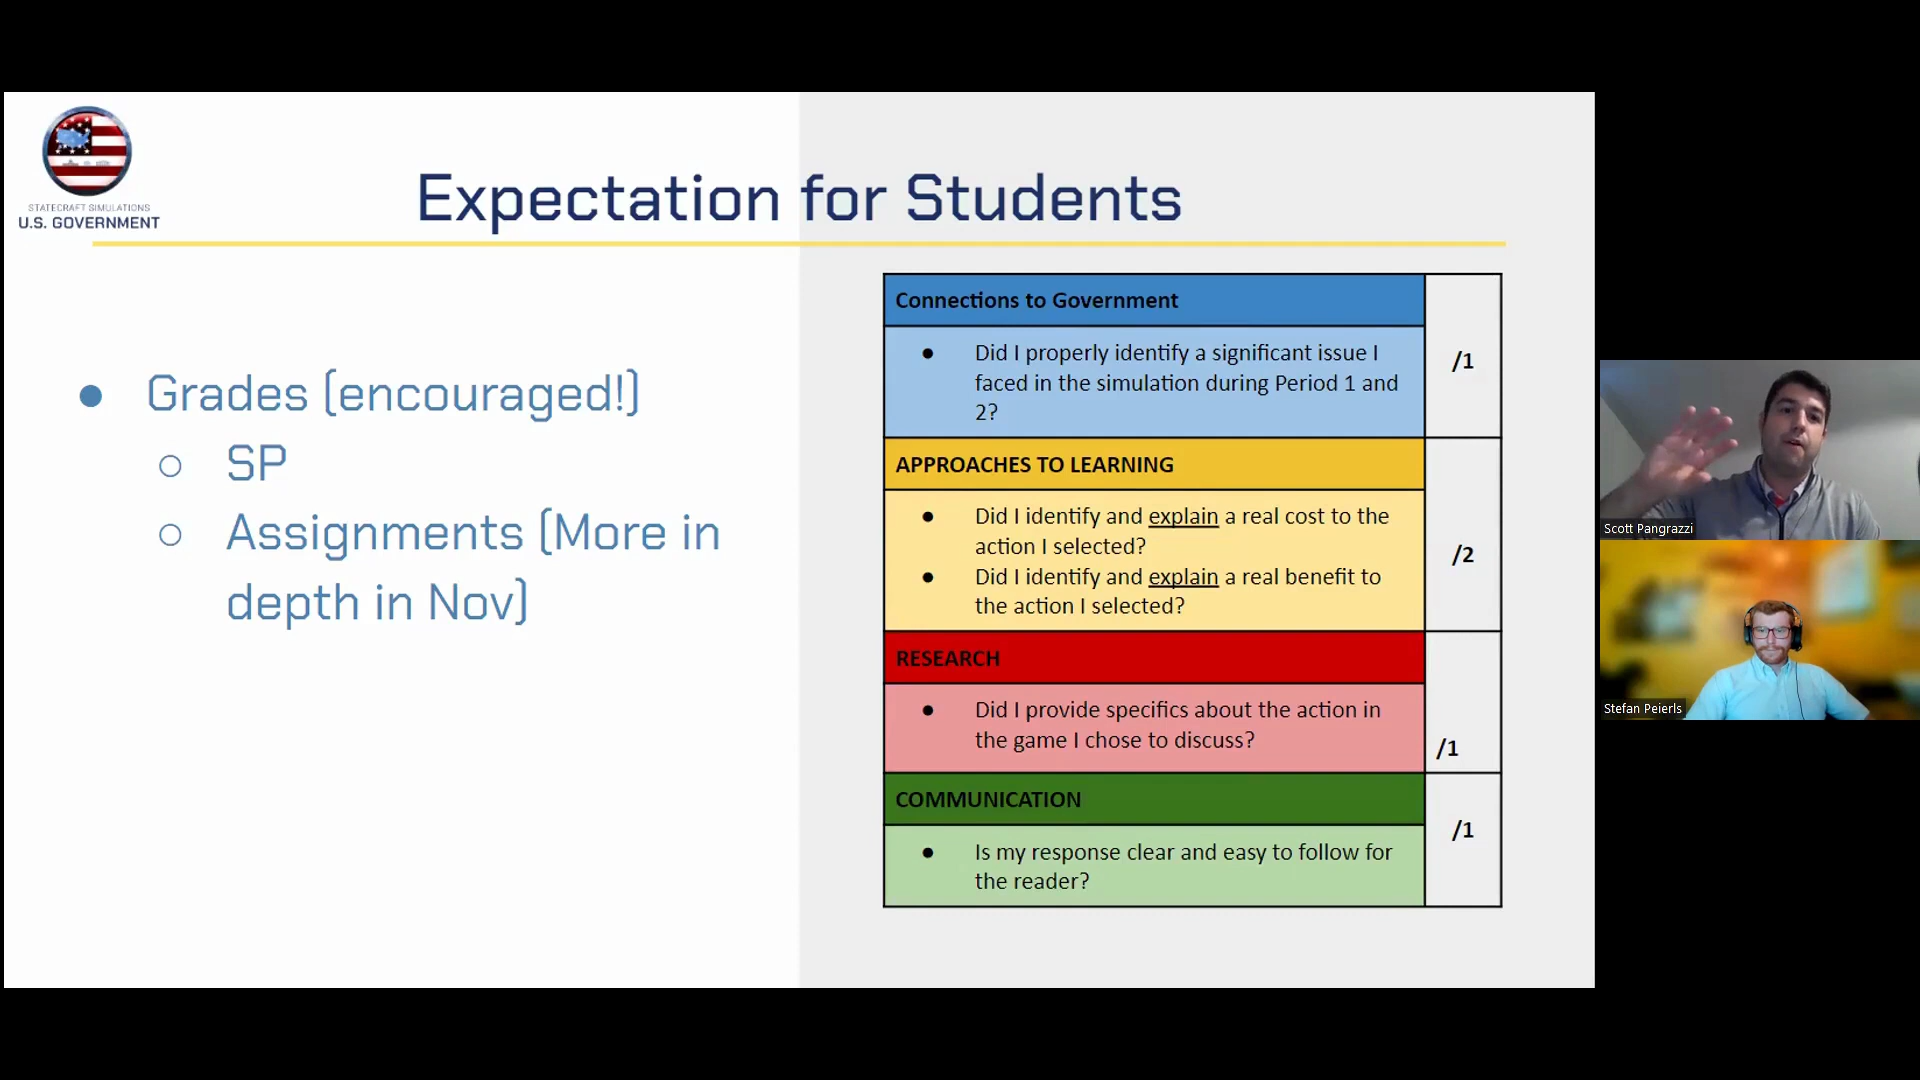 STATECRAFT SIMULATIONS
U.S. GOVERNMENT
Expectation for Students
● Grades (encouraged!)
○ SP
○ Assignments (More in
depth in Nov)
Connections to Government
● Did I properly identify a significant issue I
faced in the simulation during Period 1 and
2?
/1
APPROACHES TO LEARNING
● Did I identify and explain a real cost to the
action I selected?
● Did I identify and explain a real benefit to
the action I selected?
/2
RESEARCH
● Did I provide specifics about the action in
the game I chose to discuss?
/1
COMMUNICATION
● Is my response clear and easy to follow for
the reader?
/1
Scott Pangrazzi
Stefan Peierls